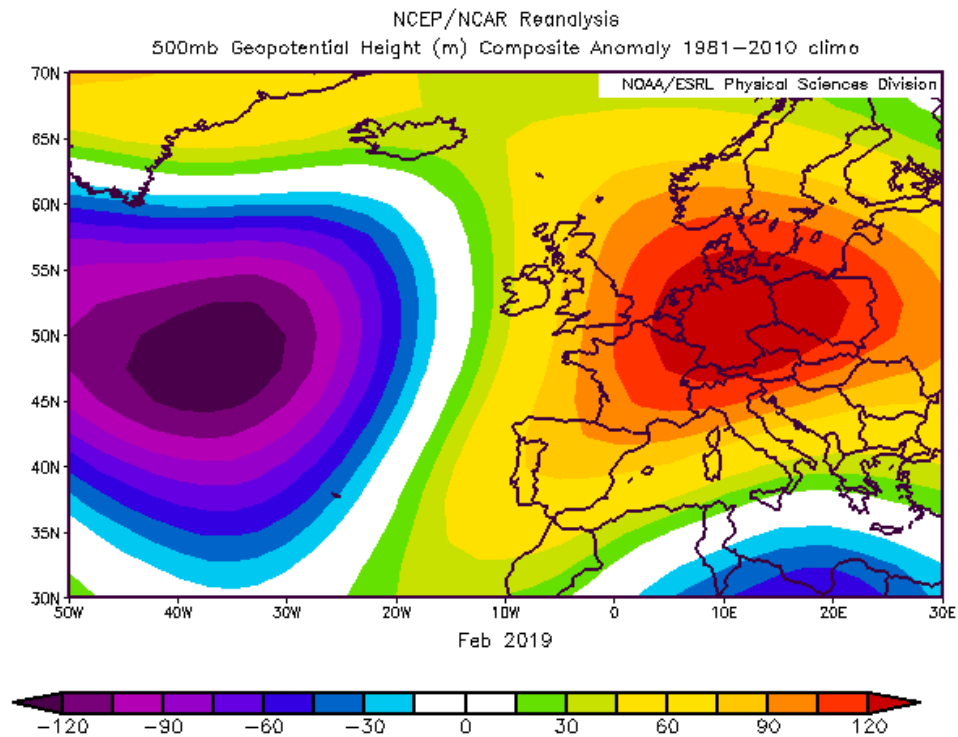 NCEP/NCAR Reanalysis
500mb Geopotential Height (m) Composite Anomaly 1981−2010 climo
NOAA/ESRL Physical Sciences Division
70N
65N
60N
55N
50N
45N
40N
35N
30N
50W 40W 30W 20W 10W 0 10E 20E 30E
Feb 2019
−120 −90 −60 −30 0 30 60 90 120